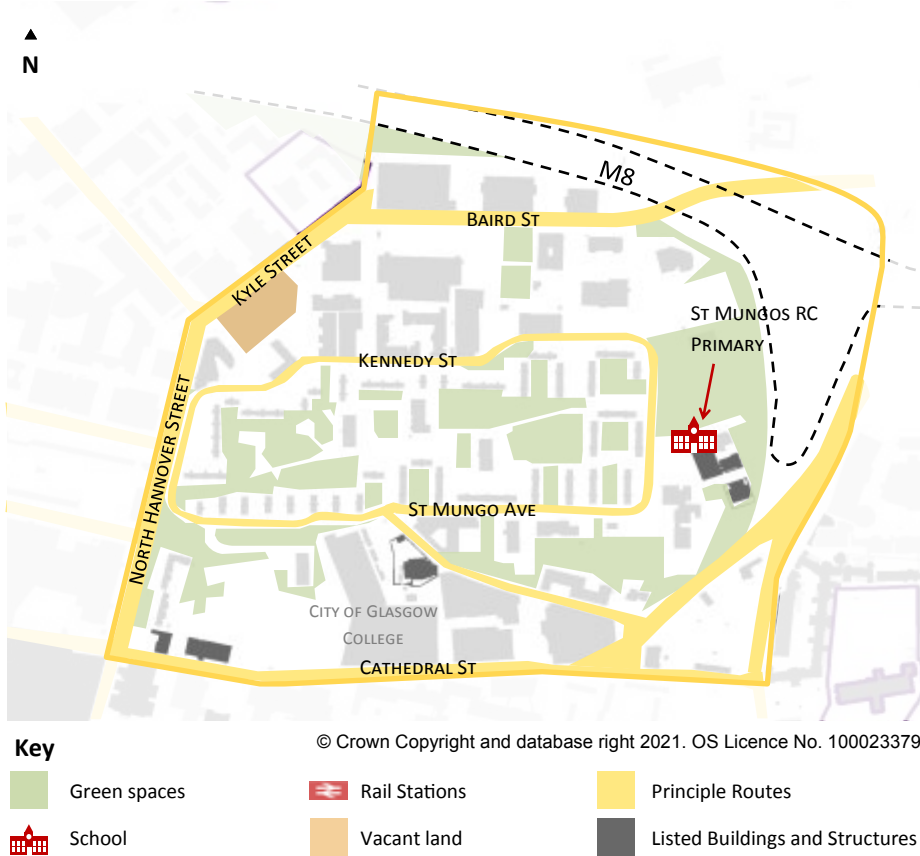 N
M8
BAIRD ST
KYLE STREET
ST MUNGOS RC
PRIMARY
KENNEDY ST
NORTH HANNOVER STREET
ST MUNGO AVE
CITY OF GLASGOW
COLLEGE
CATHEDRAL ST
Key
© Crown Copyright and database right 2021. OS Licence No. 100023379
Green spaces
Rail Stations
Principle Routes
School
Vacant land
Listed Buildings and Structures